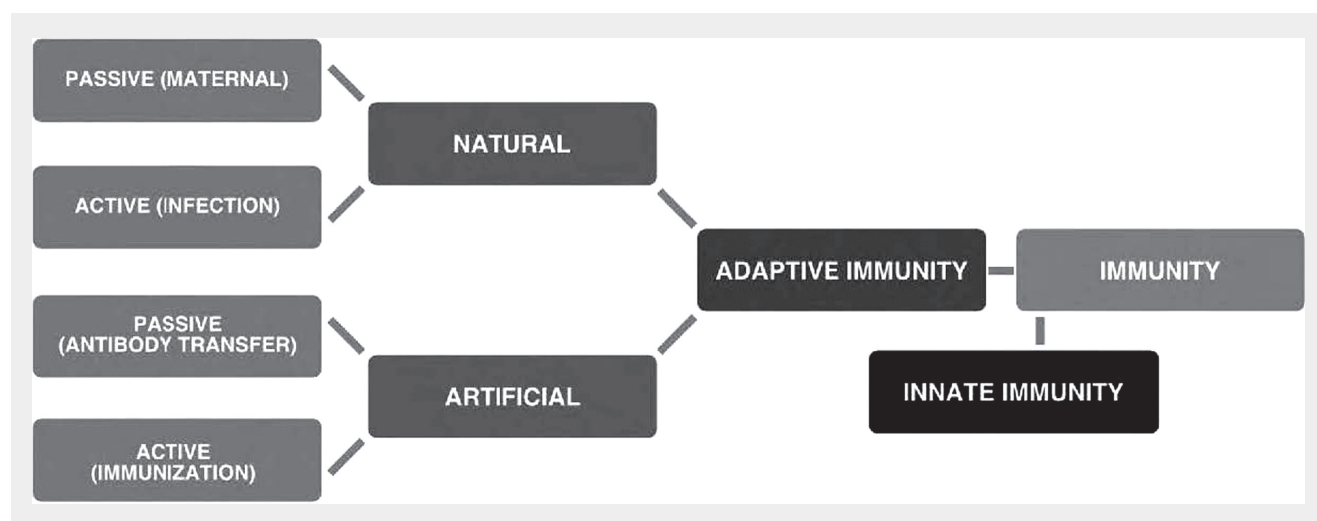 PASSIVE (MATERNAL)
NATURAL
ACTIVE (INFECTION)
ADAPTIVE IMMUNITY
IMMUNITY
PASSIVE
(ANTIBODY TRANSFER)
ARTIFICIAL
INNATE IMMUNITY
ACTIVE
(IMMUNIZATION)